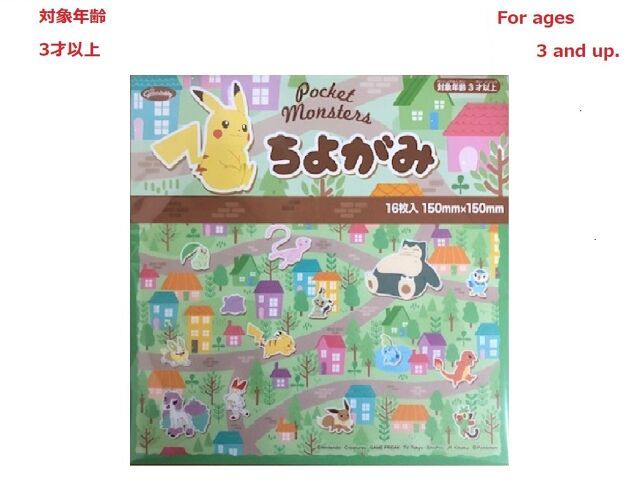 対象年齢
3才以上
For ages
3 and up.
対象年齢 3 才以上
Pocket
Monsters
ちよがみ
16枚入 150mm×150mm